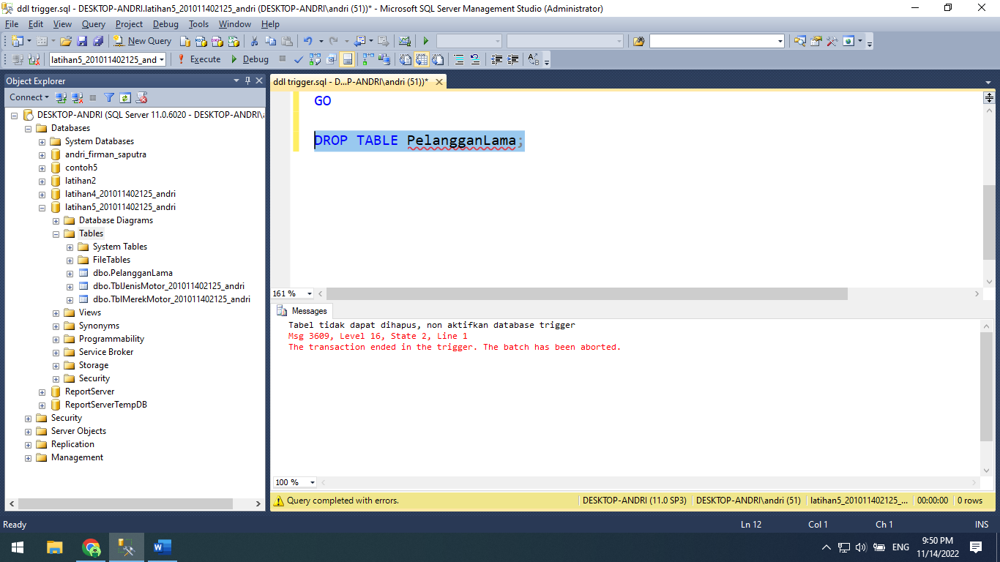 ddl trigger.sql - DESKTOP-ANDRI.latihan5_201011402125_andri (DESKTOP-ANDRI\andri (51))* - Microsoft SQL Server Management Studio (Administrator)
File Edit View Query Project Debug Tools Window Help
New Query
latihan5_201011402125_and Execute Debug
Object Explorer
Connect
DESKTOP-ANDRI (SQL Server 11.0.6020 - DESKTOP-ANDRI\
Databases
System Databases
andri_firman_saputra
contoh5
latihan2
latihan4_201011402125_andri
latihan5_201011402125_andri
Database Diagrams
Tables
System Tables
FileTables
dbo.PelangganLama
dbo.TblJenisMotor_201011402125_andri
dbo.TblMerekMotor_201011402125_andri
Views
Synonyms
Programmability
Service Broker
Storage
Security
ReportServer
ReportServerTempDB
Security
Server Objects
Replication
Management
ddl trigger.sql - D...P-ANDRI\andri (51))*
GO
DROP TABLE PelangganLama;
161 %
Messages
Tabel tidak dapat dihapus, non aktifkan database trigger
Msg 3609, Level 16, State 2, Line 1
The transaction ended in the trigger. The batch has been aborted.
100 %
Query completed with errors. DESKTOP-ANDRI (11.0 SP3) DESKTOP-ANDRI\andri (51) latihan5_201011402125_... 00:00:00 0 rows
Ready Ln 12 Col 1 Ch 1 INS
ENG
9:50 PM
11/14/2022